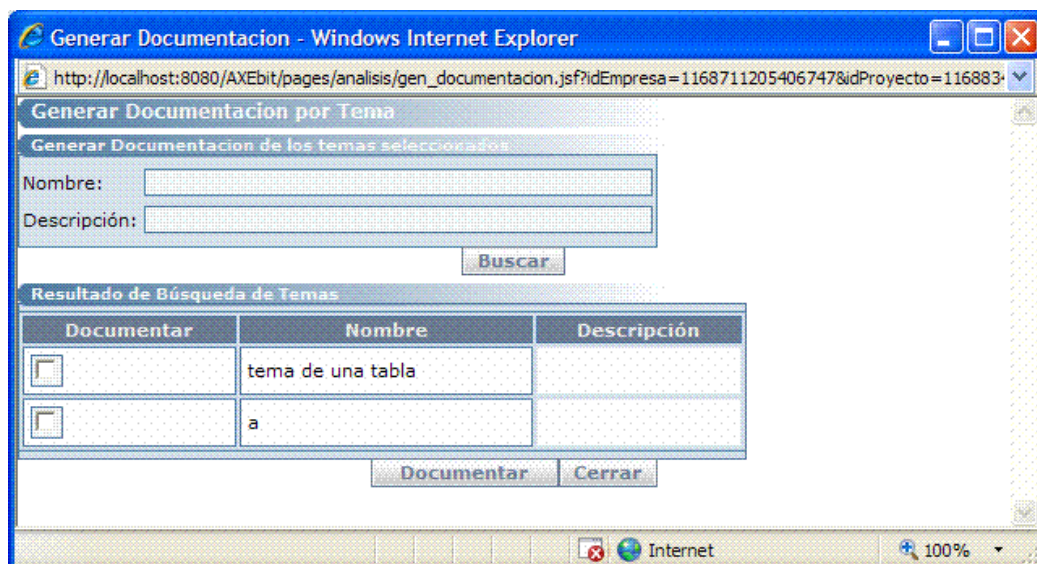 Generar Documentacion - Windows Internet Explorer
http://localhost:8080/AXEbit/pages/analisis/gen_documentacion.jsf?idEmpresa=1168711205406747&idProyecto=116883
Generar Documentacion por Tema
Generar Documentacion de los temas seleccionados
Nombre:
Descripción:
Buscar
Resultado de Búsqueda de Temas
Documentar Nombre Descripción
tema de una tabla
a
Documentar Cerrar
Internet 100%